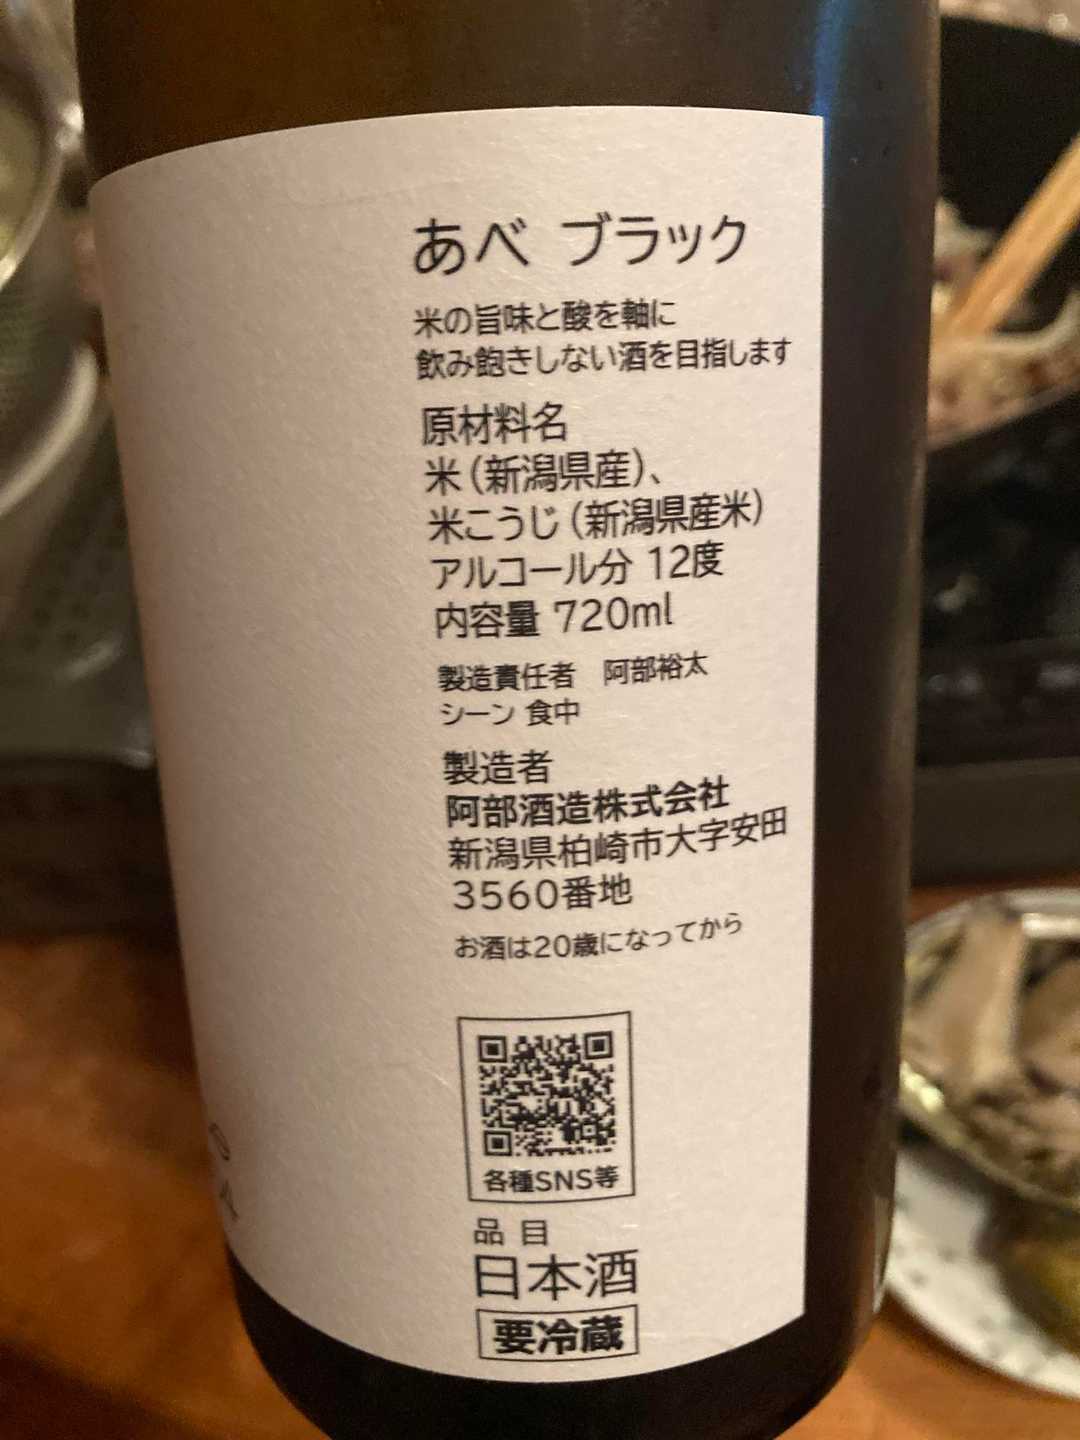 あべ ブラック
米の旨味と酸を軸に
飲み飽きしない酒を目指します
原材料名
米（新潟県産）、
米こうじ（新潟県産米）
アルコール分 12度
内容量 720ml
製造責任者　阿部裕太
シーン 食中
製造者
阿部酒造株式会社
新潟県柏崎市大字安田
3560番地
お酒は20歳になってから
各種SNS等
品目
日本酒
要冷蔵